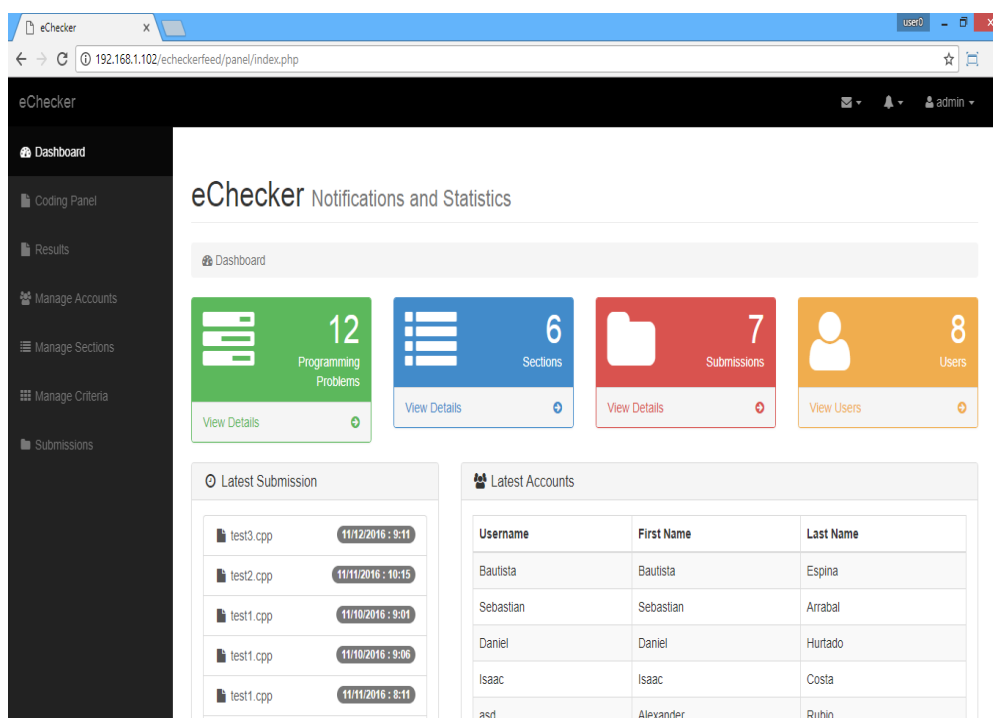 eChecker
user0
192.168.1.102/echeckerfeed/panel/index.php
eChecker
admin
Dashboard
Coding Panel
Results
Manage Accounts
Manage Sections
Manage Criteria
Submissions
eChecker Notifications and Statistics
Dashboard
12
Programming
Problems
View Details
6
Sections
View Details
7
Submissions
View Details
8
Users
View Users
Latest Submission
test3.cpp 11/12/2016 : 9:11
test2.cpp 11/11/2016 : 10:15
test1.cpp 11/10/2016 : 9:01
test1.cpp 11/10/2016 : 9:06
test1.cpp 11/11/2016 : 8:11
Latest Accounts
Username First Name Last Name
Bautista Bautista Espina
Sebastian Sebastian Arrabal
Daniel Daniel Hurtado
Isaac Isaac Costa
asd Alexander Rubio